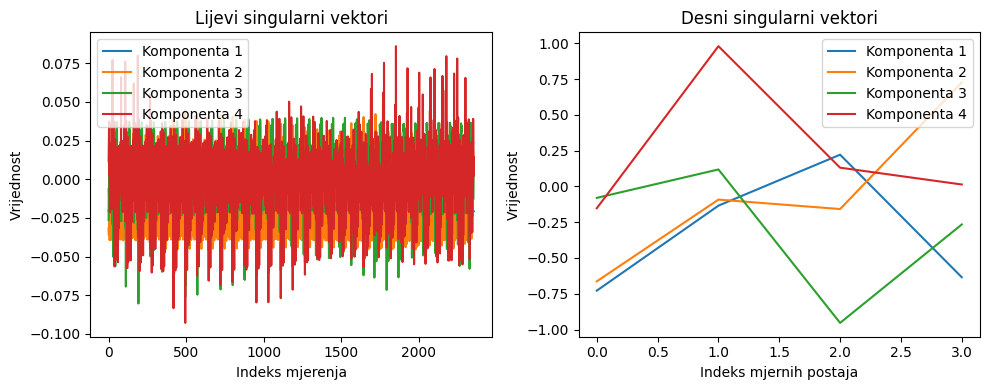 Lijevi singularni vektori
Komponenta 1
Komponenta 2
Komponenta 3
Komponenta 4
0.075
0.050
0.025
0.000
−0.025
−0.050
−0.075
−0.100
Vrijednost
0
500
1000
1500
2000
Indeks mjerenja
Desni singularni vektori
Komponenta 1
Komponenta 2
Komponenta 3
Komponenta 4
1.00
0.75
0.50
0.25
0.00
−0.25
−0.50
−0.75
−1.00
Vrijednost
0.0
0.5
1.0
1.5
2.0
2.5
3.0
Indeks mjernih postaja